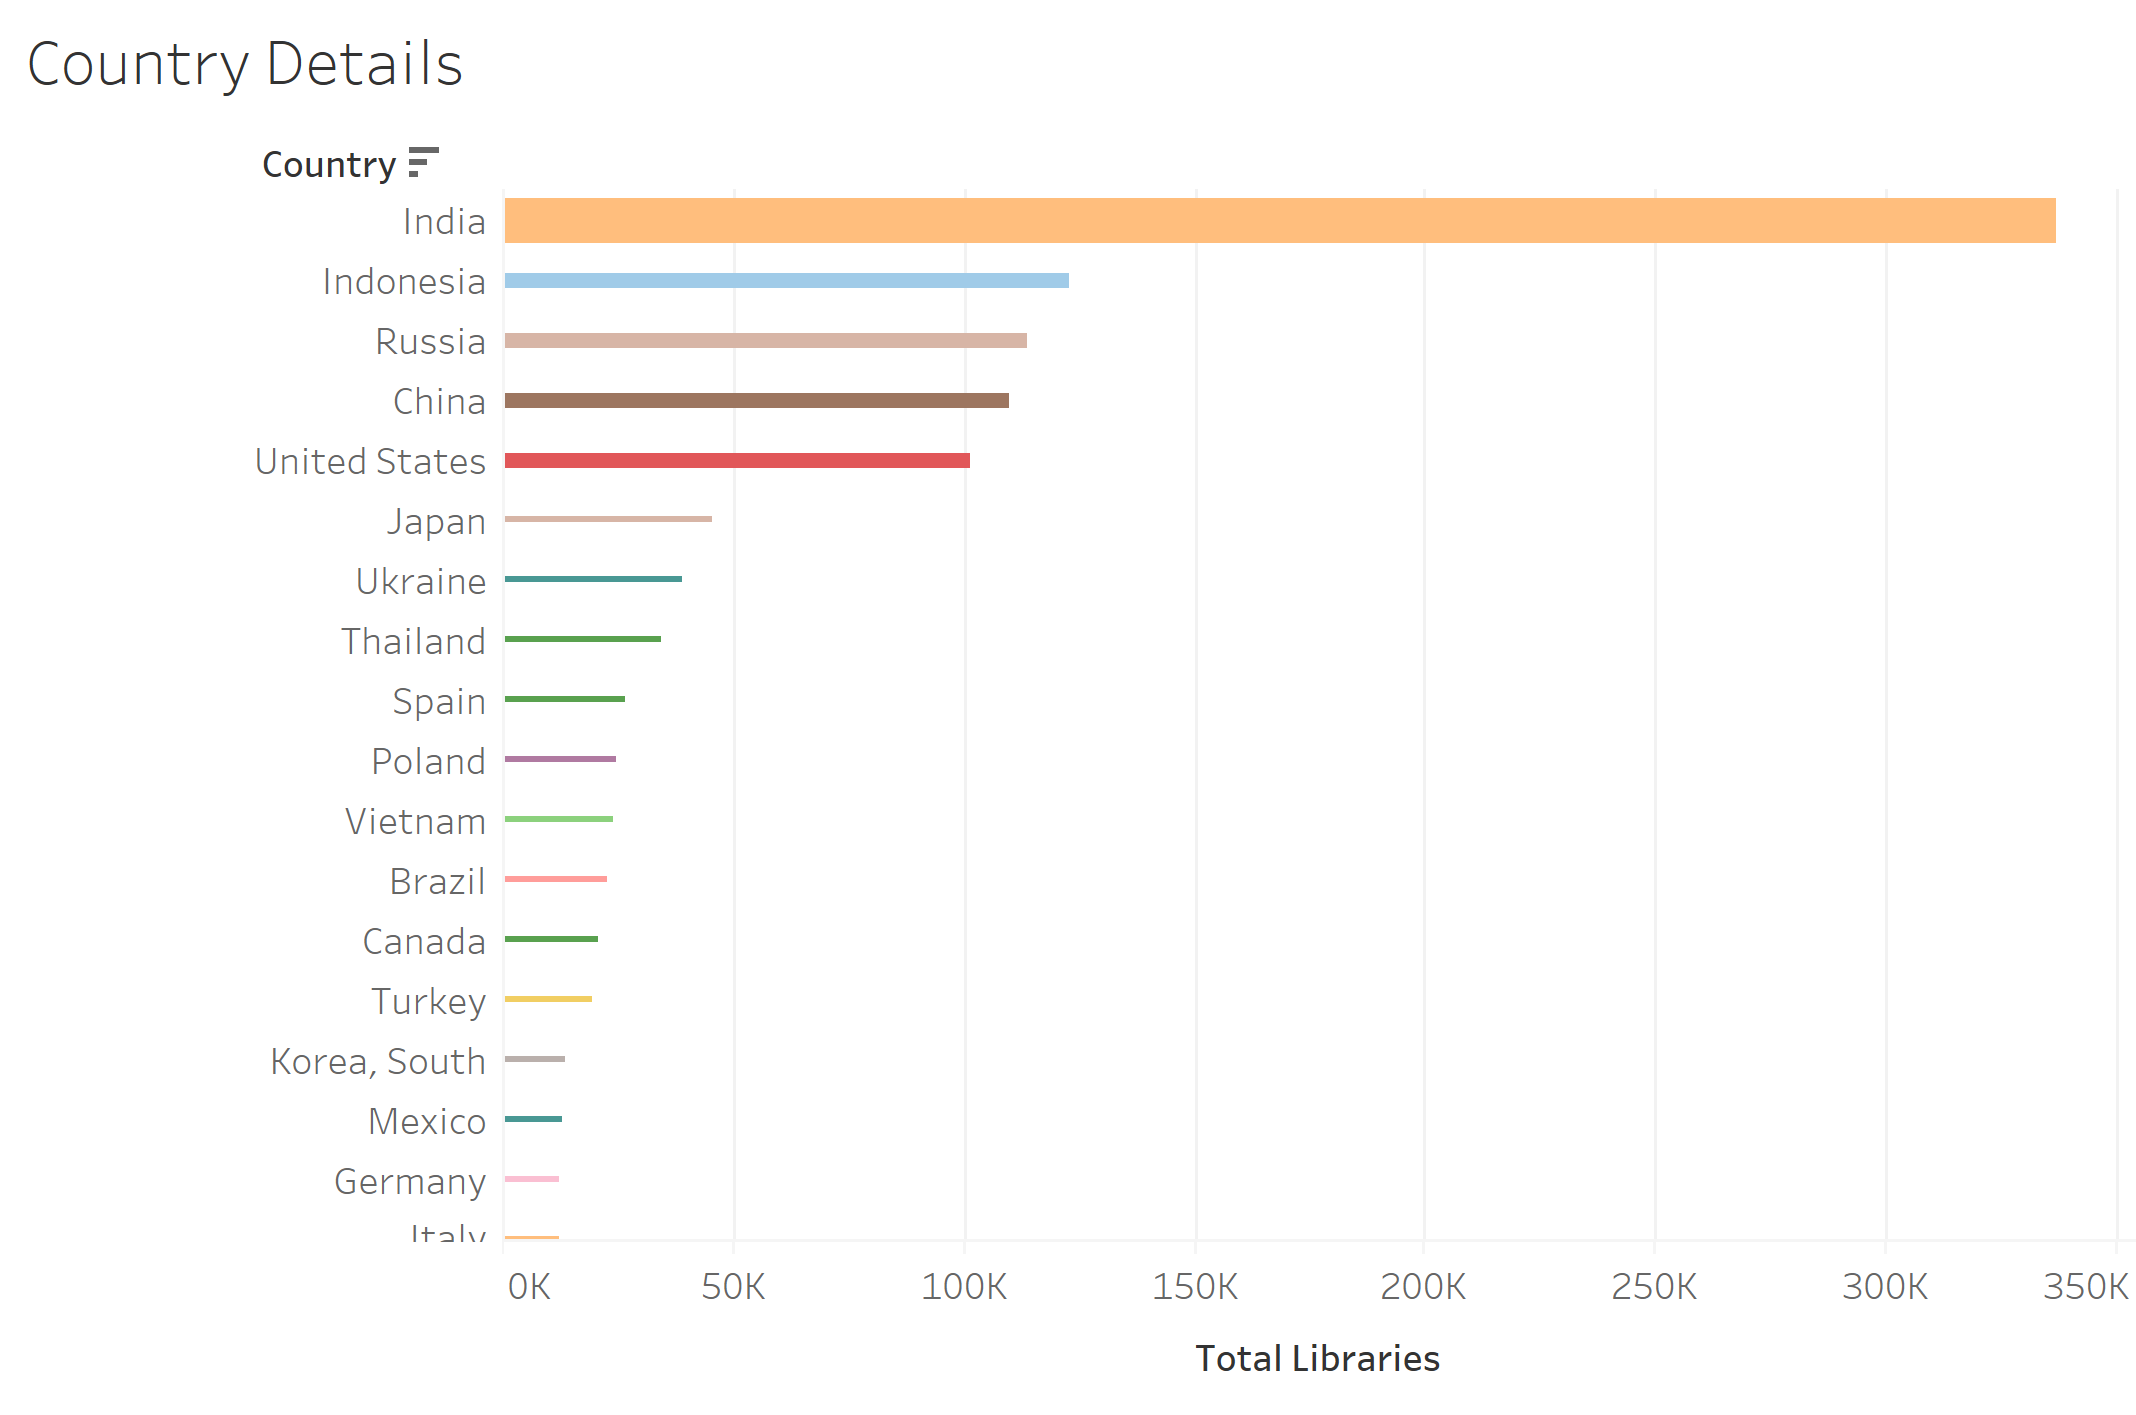 Country Details
Country
India
Indonesia
Russia
China
United States
Japan
Ukraine
Thailand
Spain
Poland
Vietnam
Brazil
Canada
Turkey
Korea, South
Mexico
Germany
Italy
0K 50K 100K 150K 200K 250K 300K 350K
Total Libraries